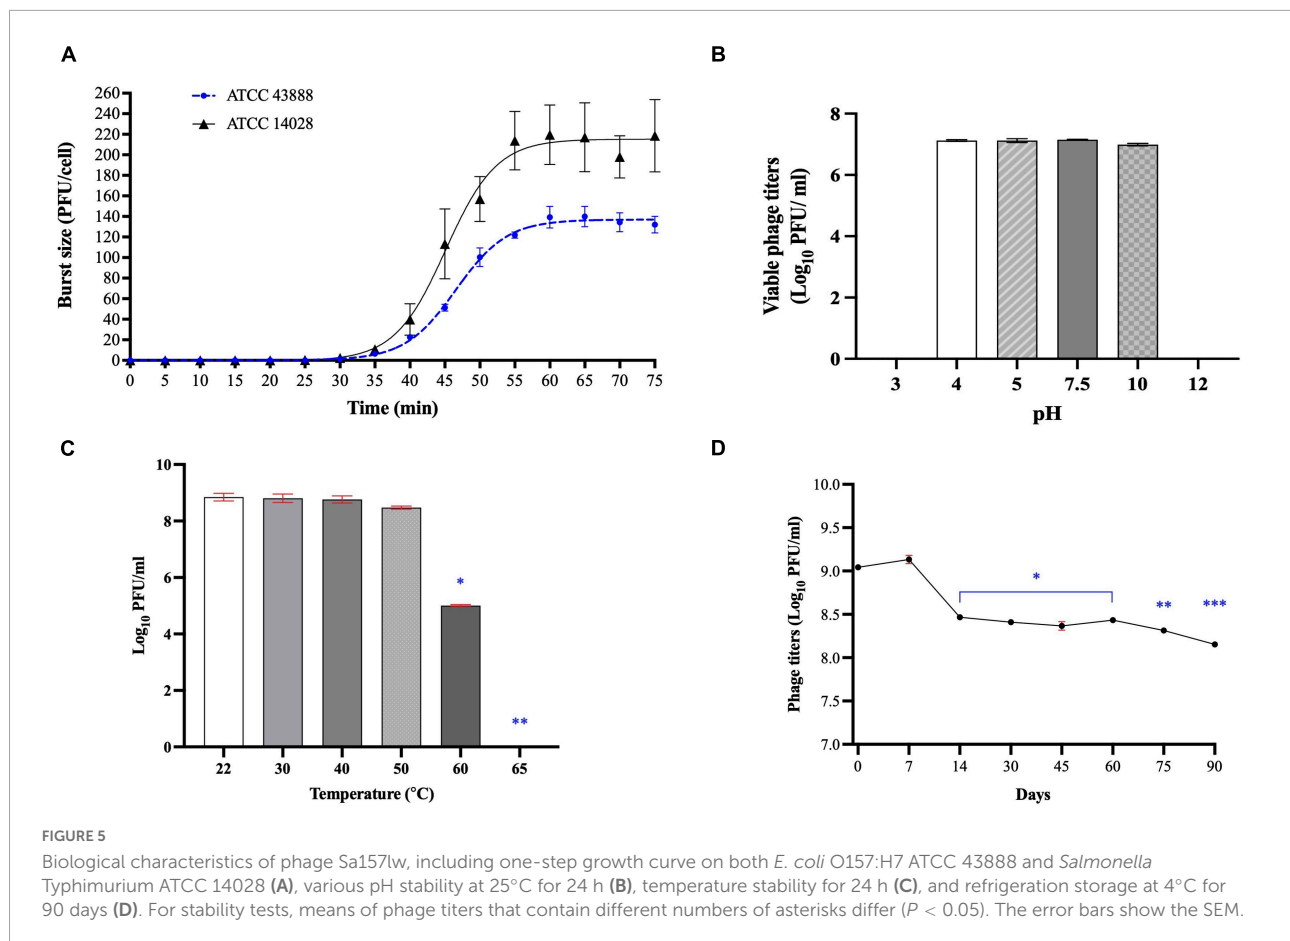 A
260
240
220
200
180
160
140
120
100
80
60
40
20
0
Burst size (PFU/cell)
ATCC 43888
ATCC 14028
0 5 10 15 20 25 30 35 40 45 50 55 60 65 70 75
Time (min)
B
8
6
4
2
0
Viable phage titers
(Log10 PFU/ ml)
3 4 5 7.5 10 12
pH
C
10
8
6
4
2
0
Log10 PFU/ml
*
**
22 30 40 50 60 65
Temperature (°C)
D
10.0
9.5
9.0
8.5
8.0
7.5
7.0
Phage titers (Log10 PFU/ml)
*
**
***
0 7 14 30 45 60 75 90
Days
FIGURE 5
Biological characteristics of phage Sa157lw, including one-step growth curve on both E. coli O157:H7 ATCC 43888 and Salmonella
Typhimurium ATCC 14028 (A), various pH stability at 25°C for 24 h (B), temperature stability for 24 h (C), and refrigeration storage at 4°C for
90 days (D). For stability tests, means of phage titers that contain different numbers of asterisks differ (P < 0.05). The error bars show the SEM.